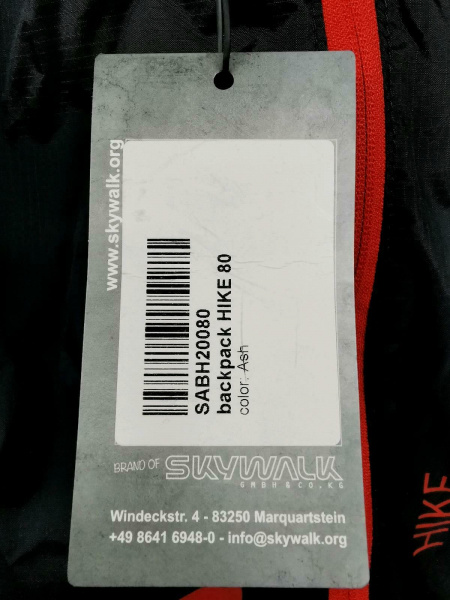 www.skywalk.org
SABH20080
backpack HIKE 80
color: Ash
BRAND OF SKYWALK
GMBH & CO. KG
Windeckstr. 4 - 83250 Marquartstein
+49 8641 6948-0 - info@skywalk.org
HIKE